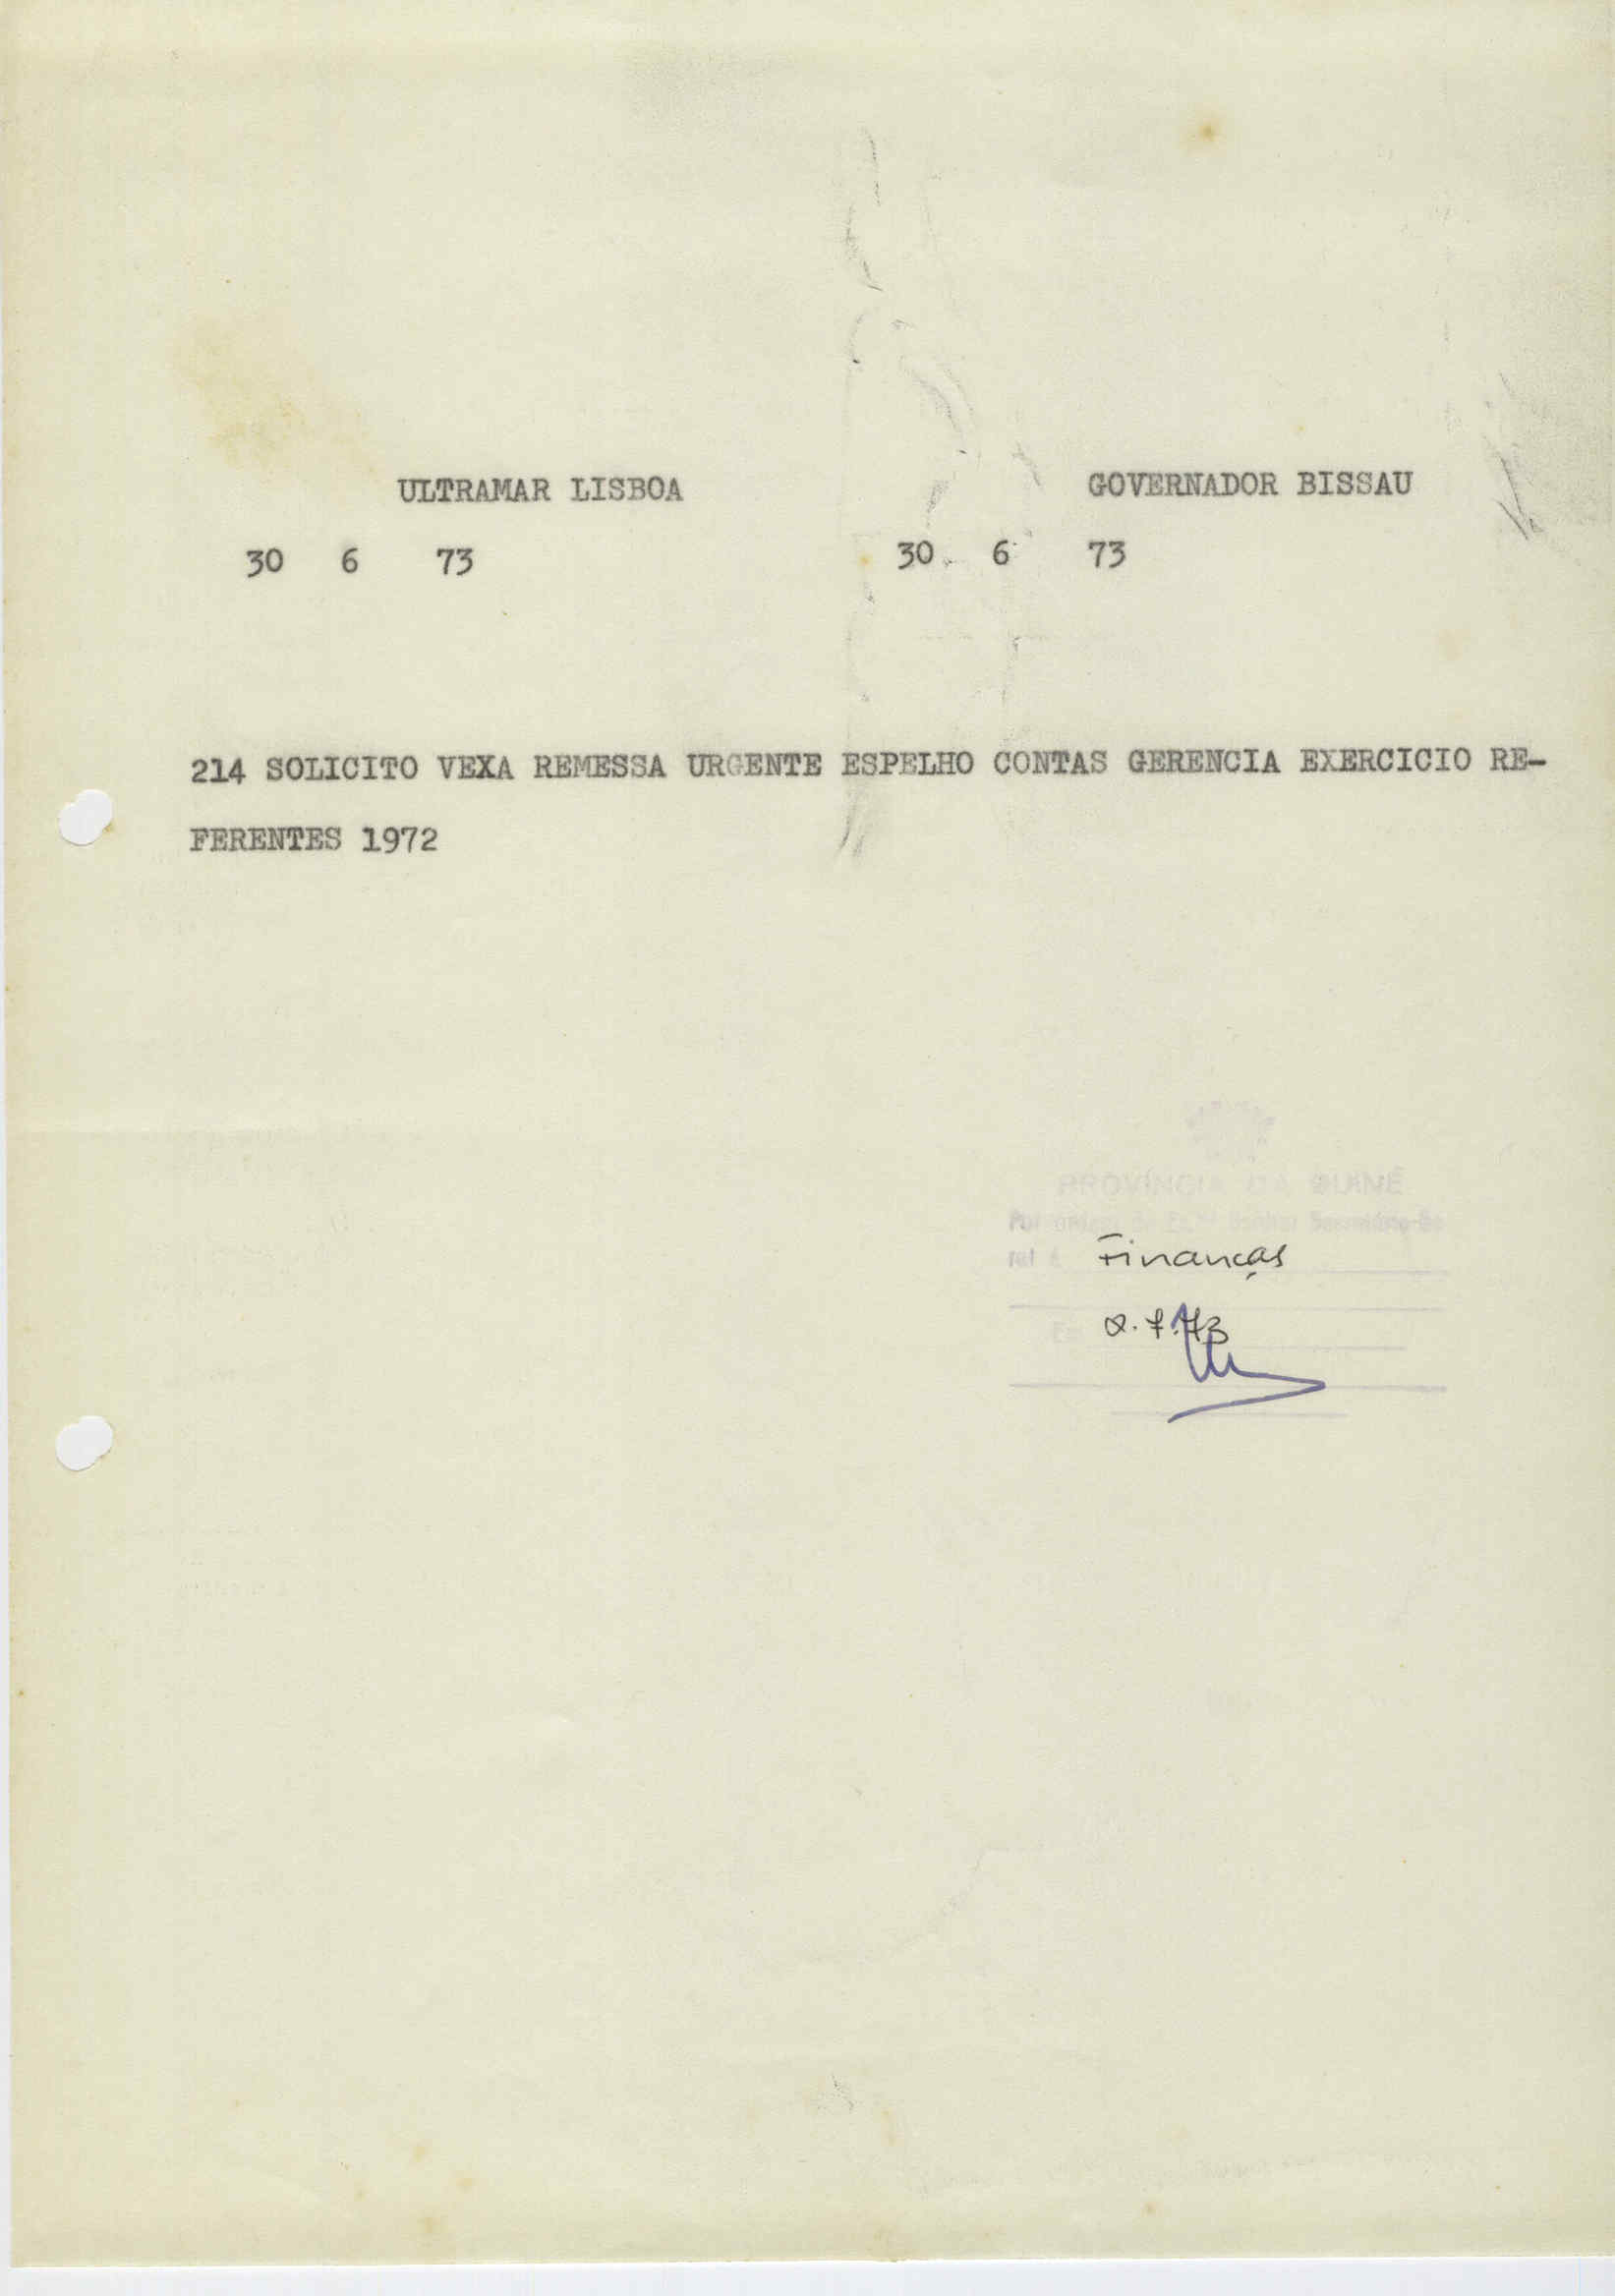 ULTRAMAR LISBOA GOVERNADOR BISSAU
30 6 73 30 6 73
214 SOLICITO VEXA REMESSA URGENTE ESPELHO CONTAS GERENCIA EXERCICIO RE-
FERENTES 1972
PROVÍNCIA DA GUINÉ
Finanças
2.7.73